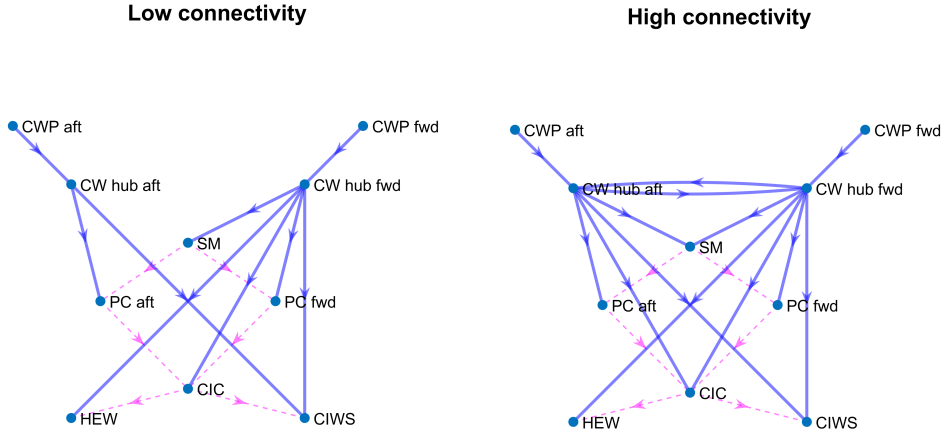 Low connectivity
CWP aft
CWP fwd
CW hub aft
CW hub fwd
SM
PC aft
PC fwd
CIC
HEW
CIWS
High connectivity
CWP aft
CWP fwd
CW hub aft
CW hub fwd
SM
PC aft
PC fwd
CIC
HEW
CIWS